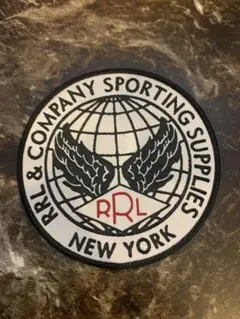 RRL & COMPANY SPORTING SUPPLIES
RRL
NEW YORK